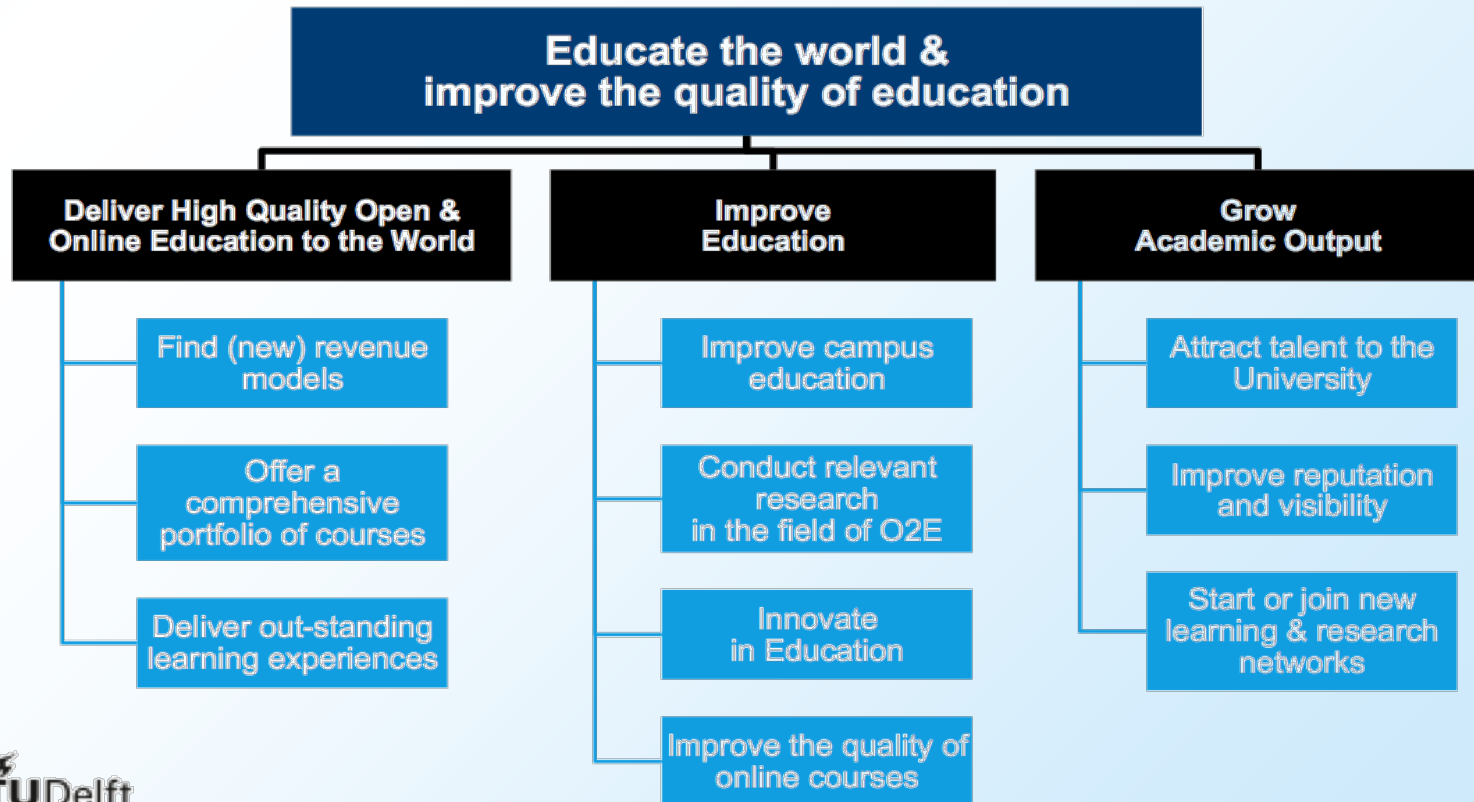 Educate the world &
improve the quality of education
Deliver High Quality Open &
Online Education to the World
Find (new) revenue
models
Offer a
comprehensive
portfolio of courses
Deliver out-standing
learning experiences
Improve
Education
Improve campus
education
Conduct relevant
research
in the field of O2E
Innovate
in Education
Improve the quality of
online courses
Grow
Academic Output
Attract talent to the
University
Improve reputation
and visibility
Start or join new
learning & research
networks
TUDelft